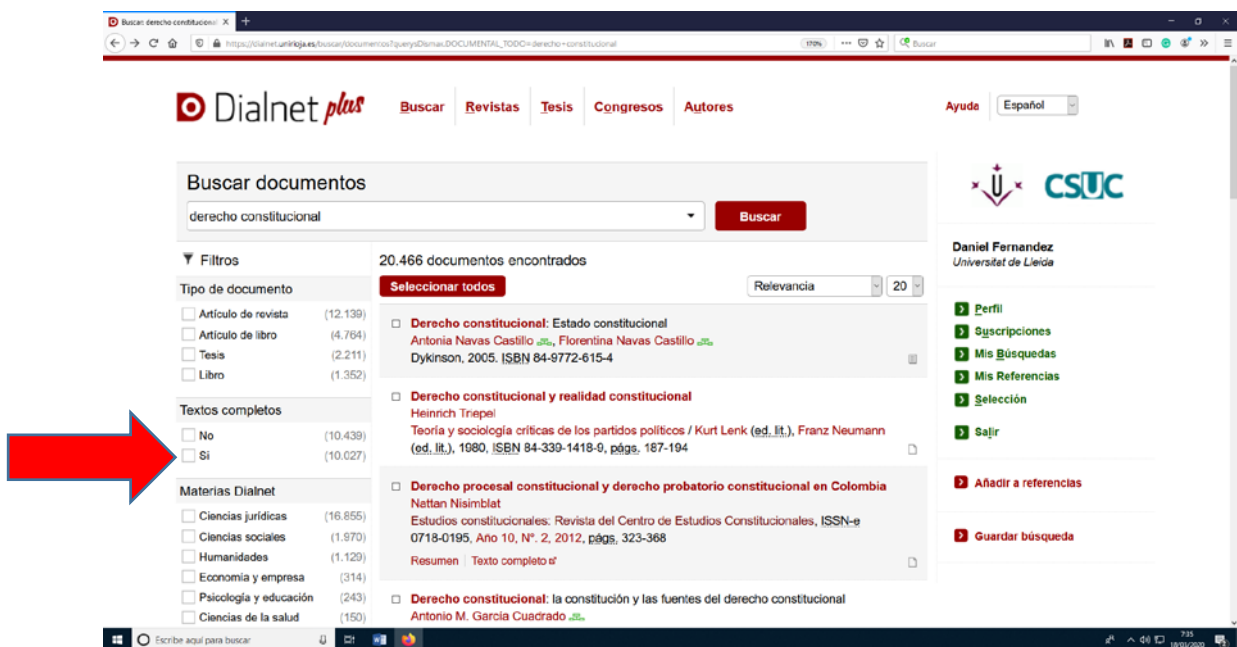 Buscar: derecho constitucional X +
https://dialnet.unirioja.es/buscar/documentos?querysDismax.DOCUMENTAL_TODO=derecho+constitucional
170%
Buscar
Dialnet plus
Buscar Revistas Tesis Congresos Autores
Ayuda Español
Buscar documentos
derecho constitucional
Buscar
CSUC
Daniel Fernandez
Universitat de Lleida
Perfil
Suscripciones
Mis Búsquedas
Mis Referencias
Selección
Salir
Añadir a referencias
Guardar búsqueda
Filtros
Tipo de documento
Artículo de revista (12.139)
Artículo de libro (4.764)
Tesis (2.211)
Libro (1.352)
Textos completos
No (10.439)
Si (10.027)
Materias Dialnet
Ciencias jurídicas (16.855)
Ciencias sociales (1.970)
Humanidades (1.129)
Economía y empresa (314)
Psicología y educación (243)
Ciencias de la salud (150)
20.466 documentos encontrados
Seleccionar todos
Relevancia 20
Derecho constitucional: Estado constitucional
Antonia Navas Castillo, Florentina Navas Castillo
Dykinson, 2005. ISBN 84-9772-615-4
Derecho constitucional y realidad constitucional
Heinrich Triepel
Teoría y sociología críticas de los partidos políticos / Kurt Lenk (ed. lit.), Franz Neumann
(ed. lit.), 1980, ISBN 84-339-1418-9, págs. 187-194
Derecho procesal constitucional y derecho probatorio constitucional en Colombia
Nattan Nisimblat
Estudios constitucionales: Revista del Centro de Estudios Constitucionales, ISSN-e
0718-0195, Año 10, Nº. 2, 2012, págs. 323-368
Resumen Texto completo
Derecho constitucional: la constitución y las fuentes del derecho constitucional
Antonio M. García Cuadrado
Escribe aquí para buscar
7:35
18/03/2020